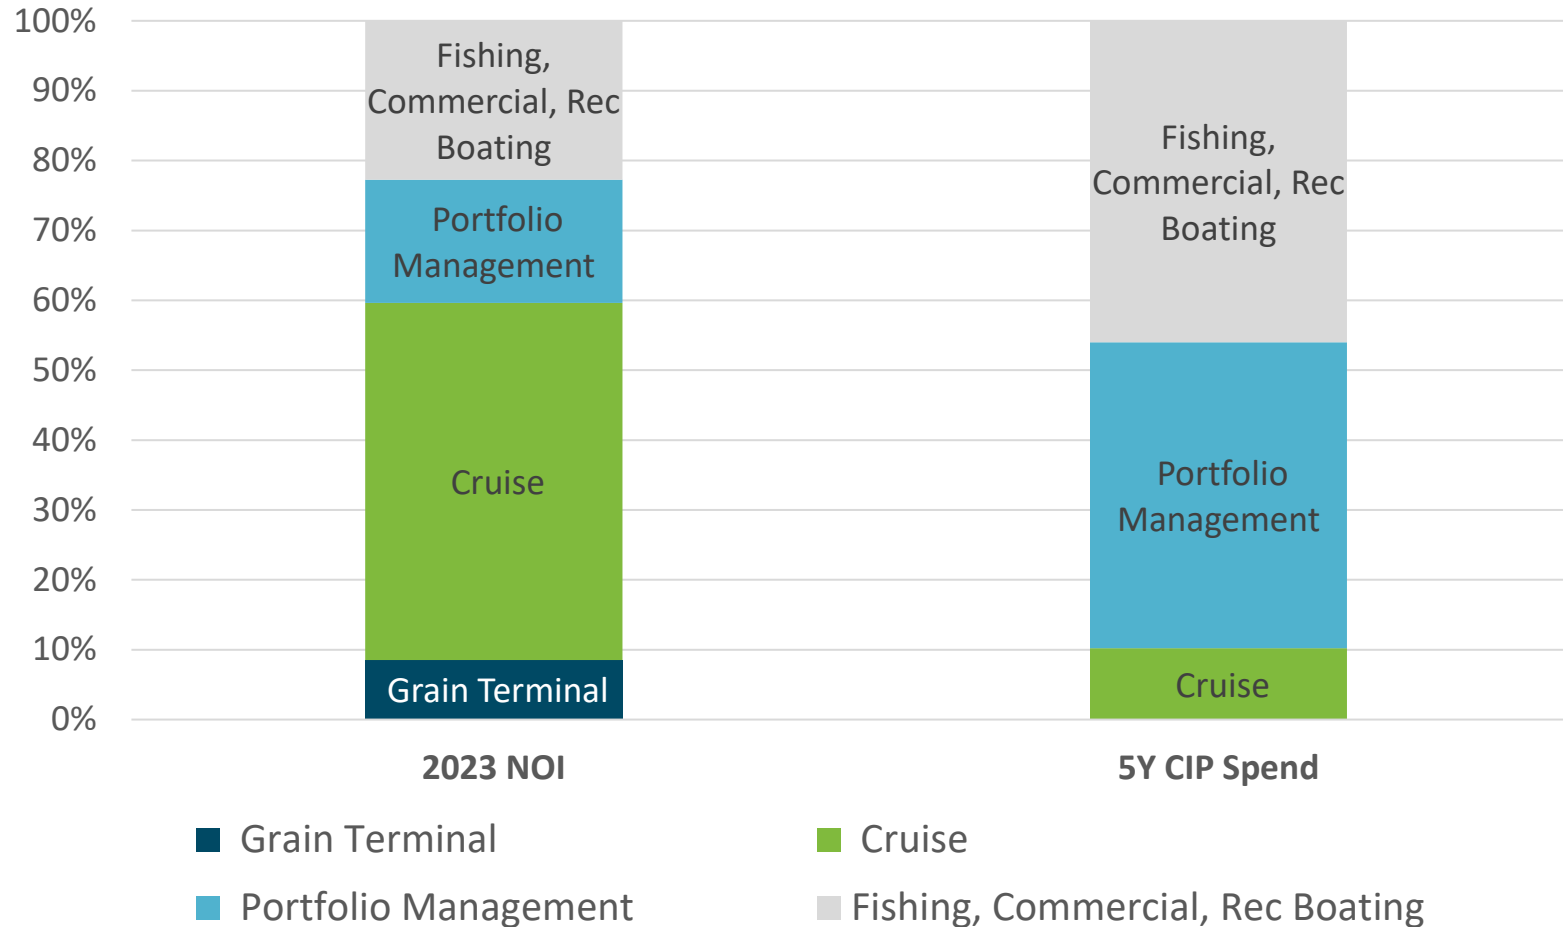 100%
90%
80%
70%
60%
50%
40%
30%
20%
10%
0%
Fishing,
Commercial, Rec
Boating
Portfolio
Management
Cruise
Grain Terminal
Fishing,
Commercial, Rec
Boating
Portfolio
Management
Cruise
2023 NOI
5Y CIP Spend
Grain Terminal
Cruise
Portfolio Management
Fishing, Commercial, Rec Boating